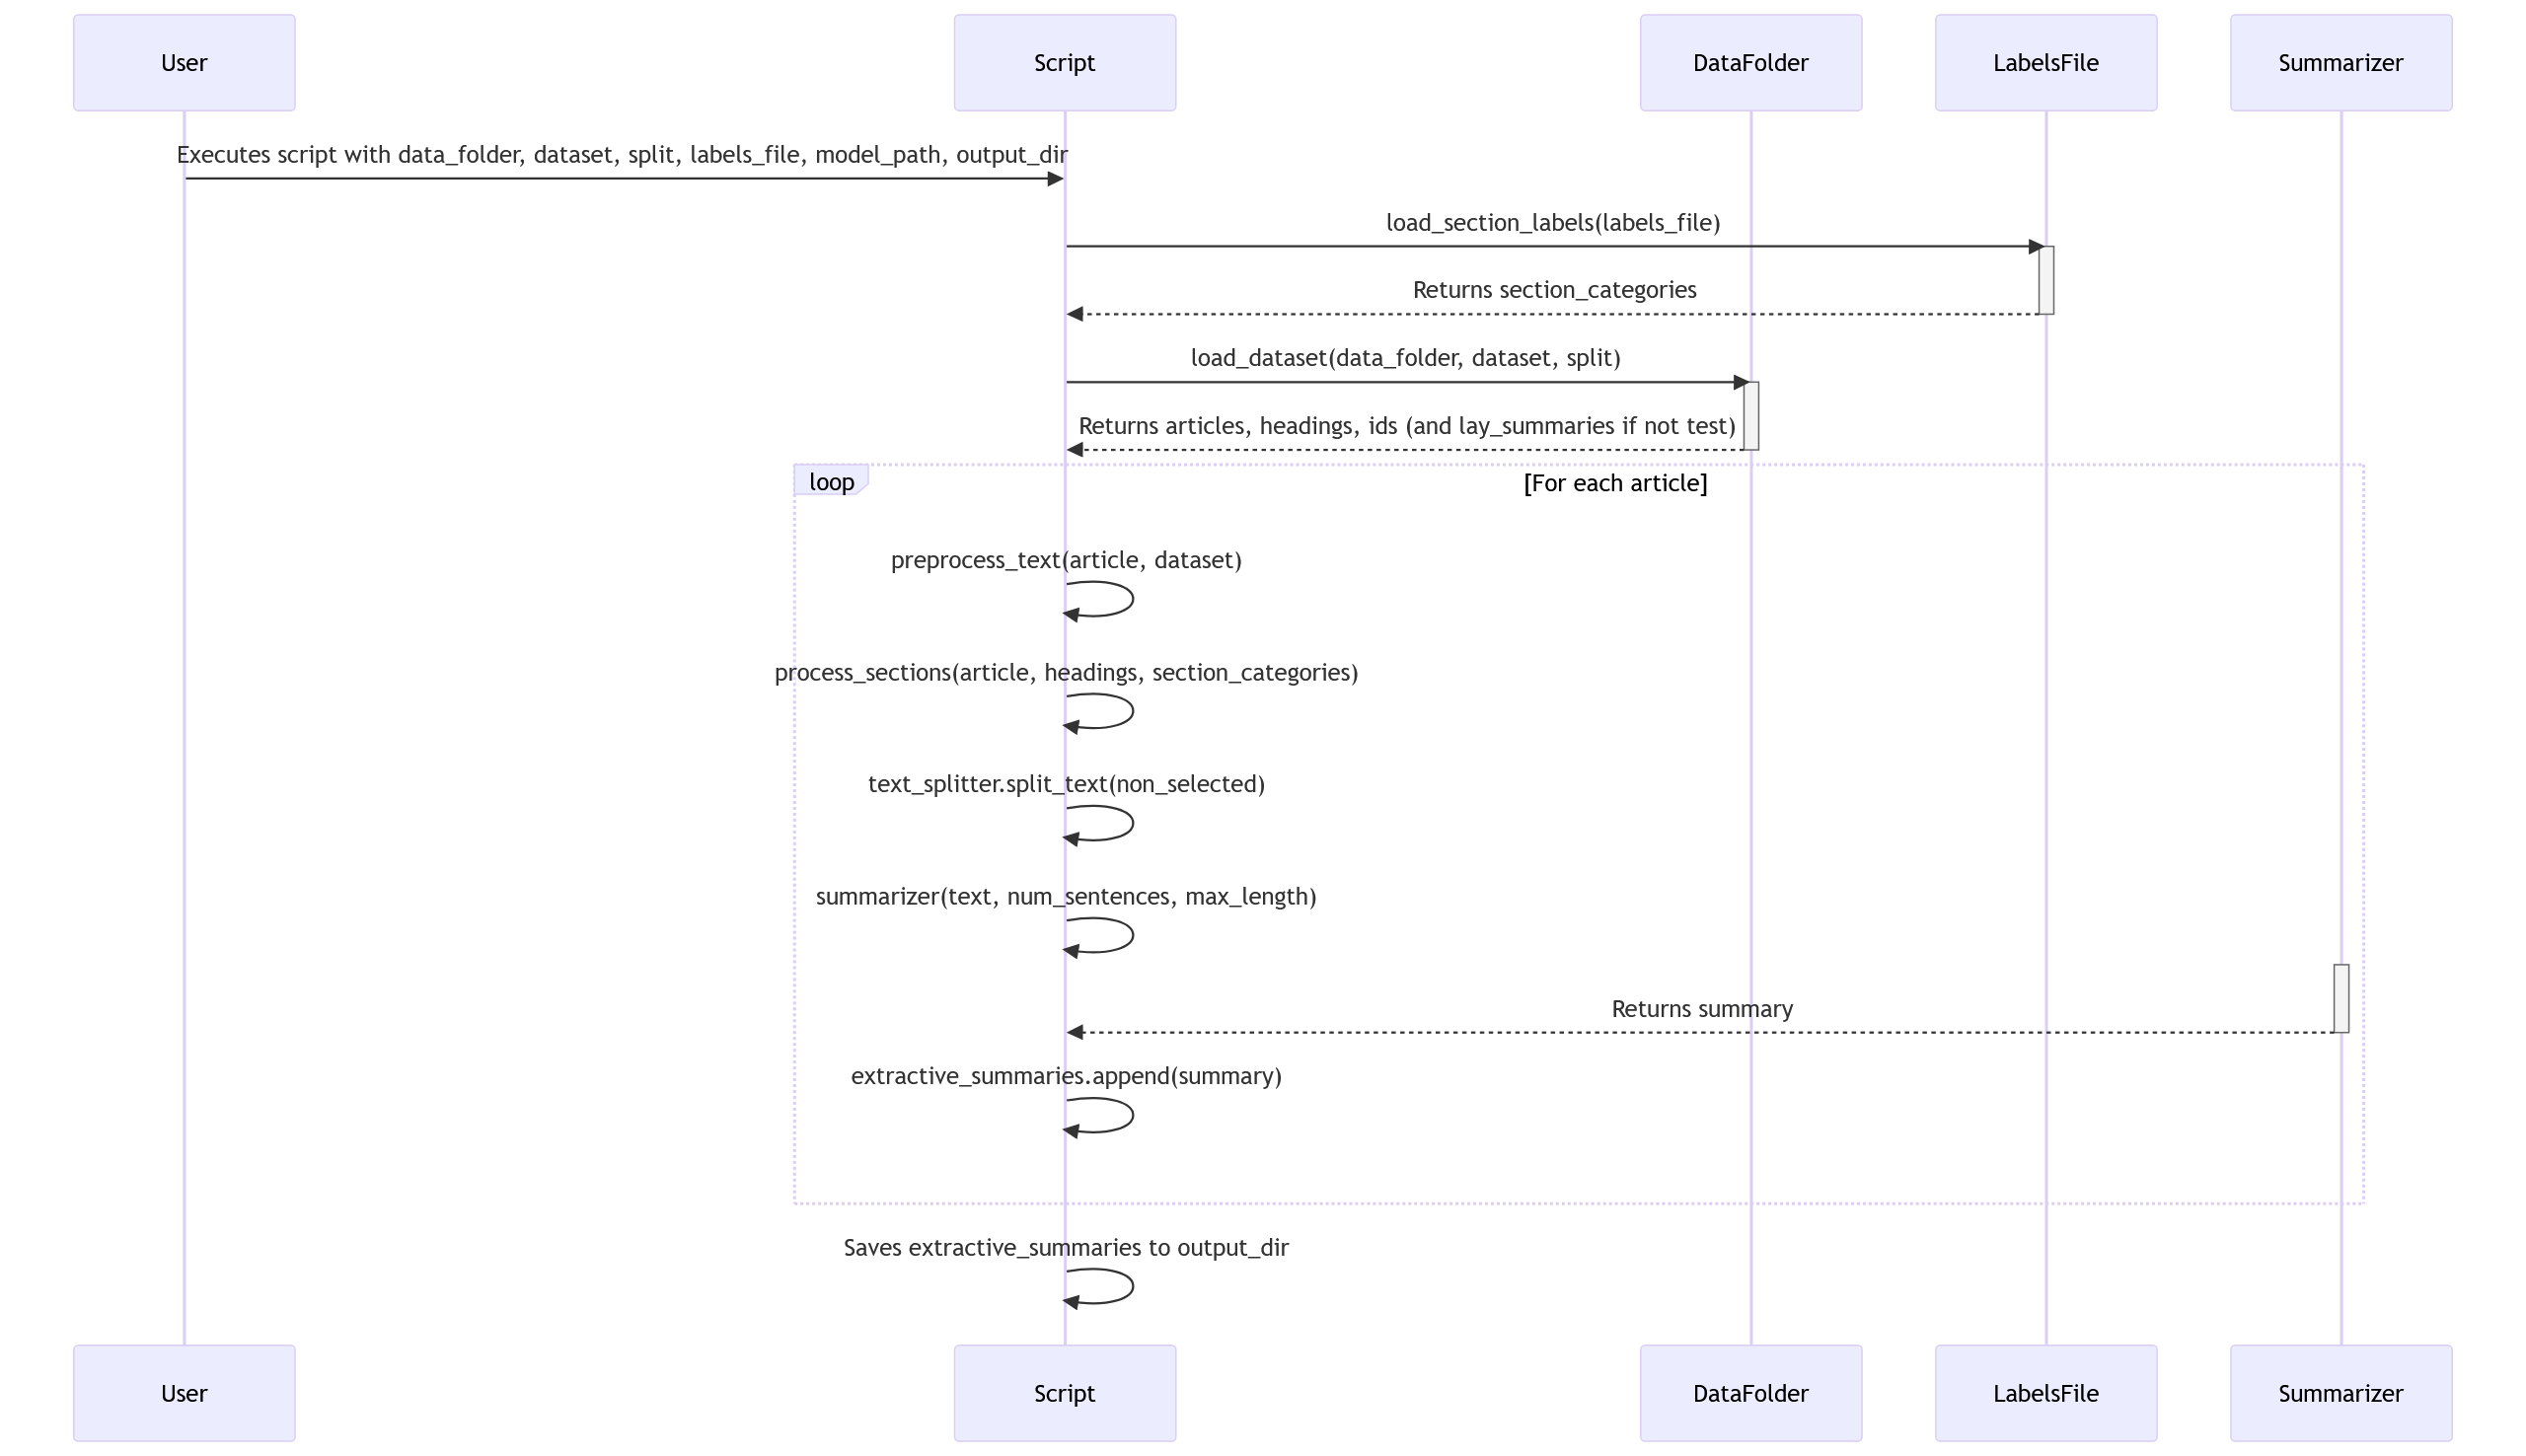 User
Script
DataFolder
LabelsFile
Summarizer
Executes script with data_folder, dataset, split, labels_file, model_path, output_dir
load_section_labels(labels_file)
Returns section_categories
load_dataset(data_folder, dataset, split)
Returns articles, headings, ids (and lay_summaries if not test)
loop
[For each article]
preprocess_text(article, dataset)
process_sections(article, headings, section_categories)
text_splitter.split_text(non_selected)
summarizer(text, num_sentences, max_length)
Returns summary
extractive_summaries.append(summary)
Saves extractive_summaries to output_dir
User
Script
DataFolder
LabelsFile
Summarizer